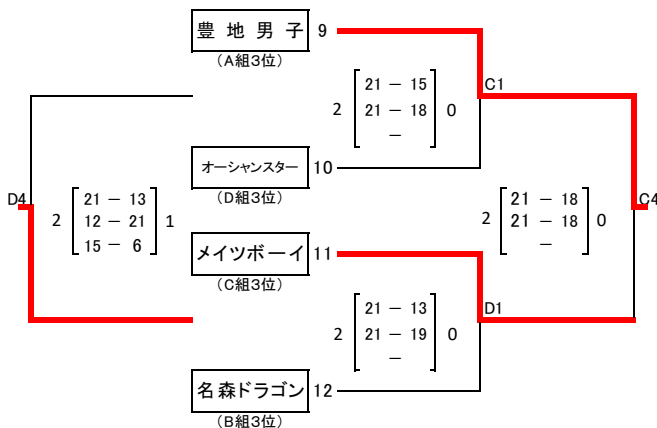 豊地男子 9
(A組3位)
C1
2 21 － 15 0
21 － 18
－
オーシャンスター 10
(D組3位)
D4
2 21 － 13 1
12 － 21
15 － 6
C4
2 21 － 18 0
21 － 18
－
メイツボーイ 11
(C組3位)
D1
2 21 － 13 0
21 － 19
－
名森ドラゴン 12
(B組3位)